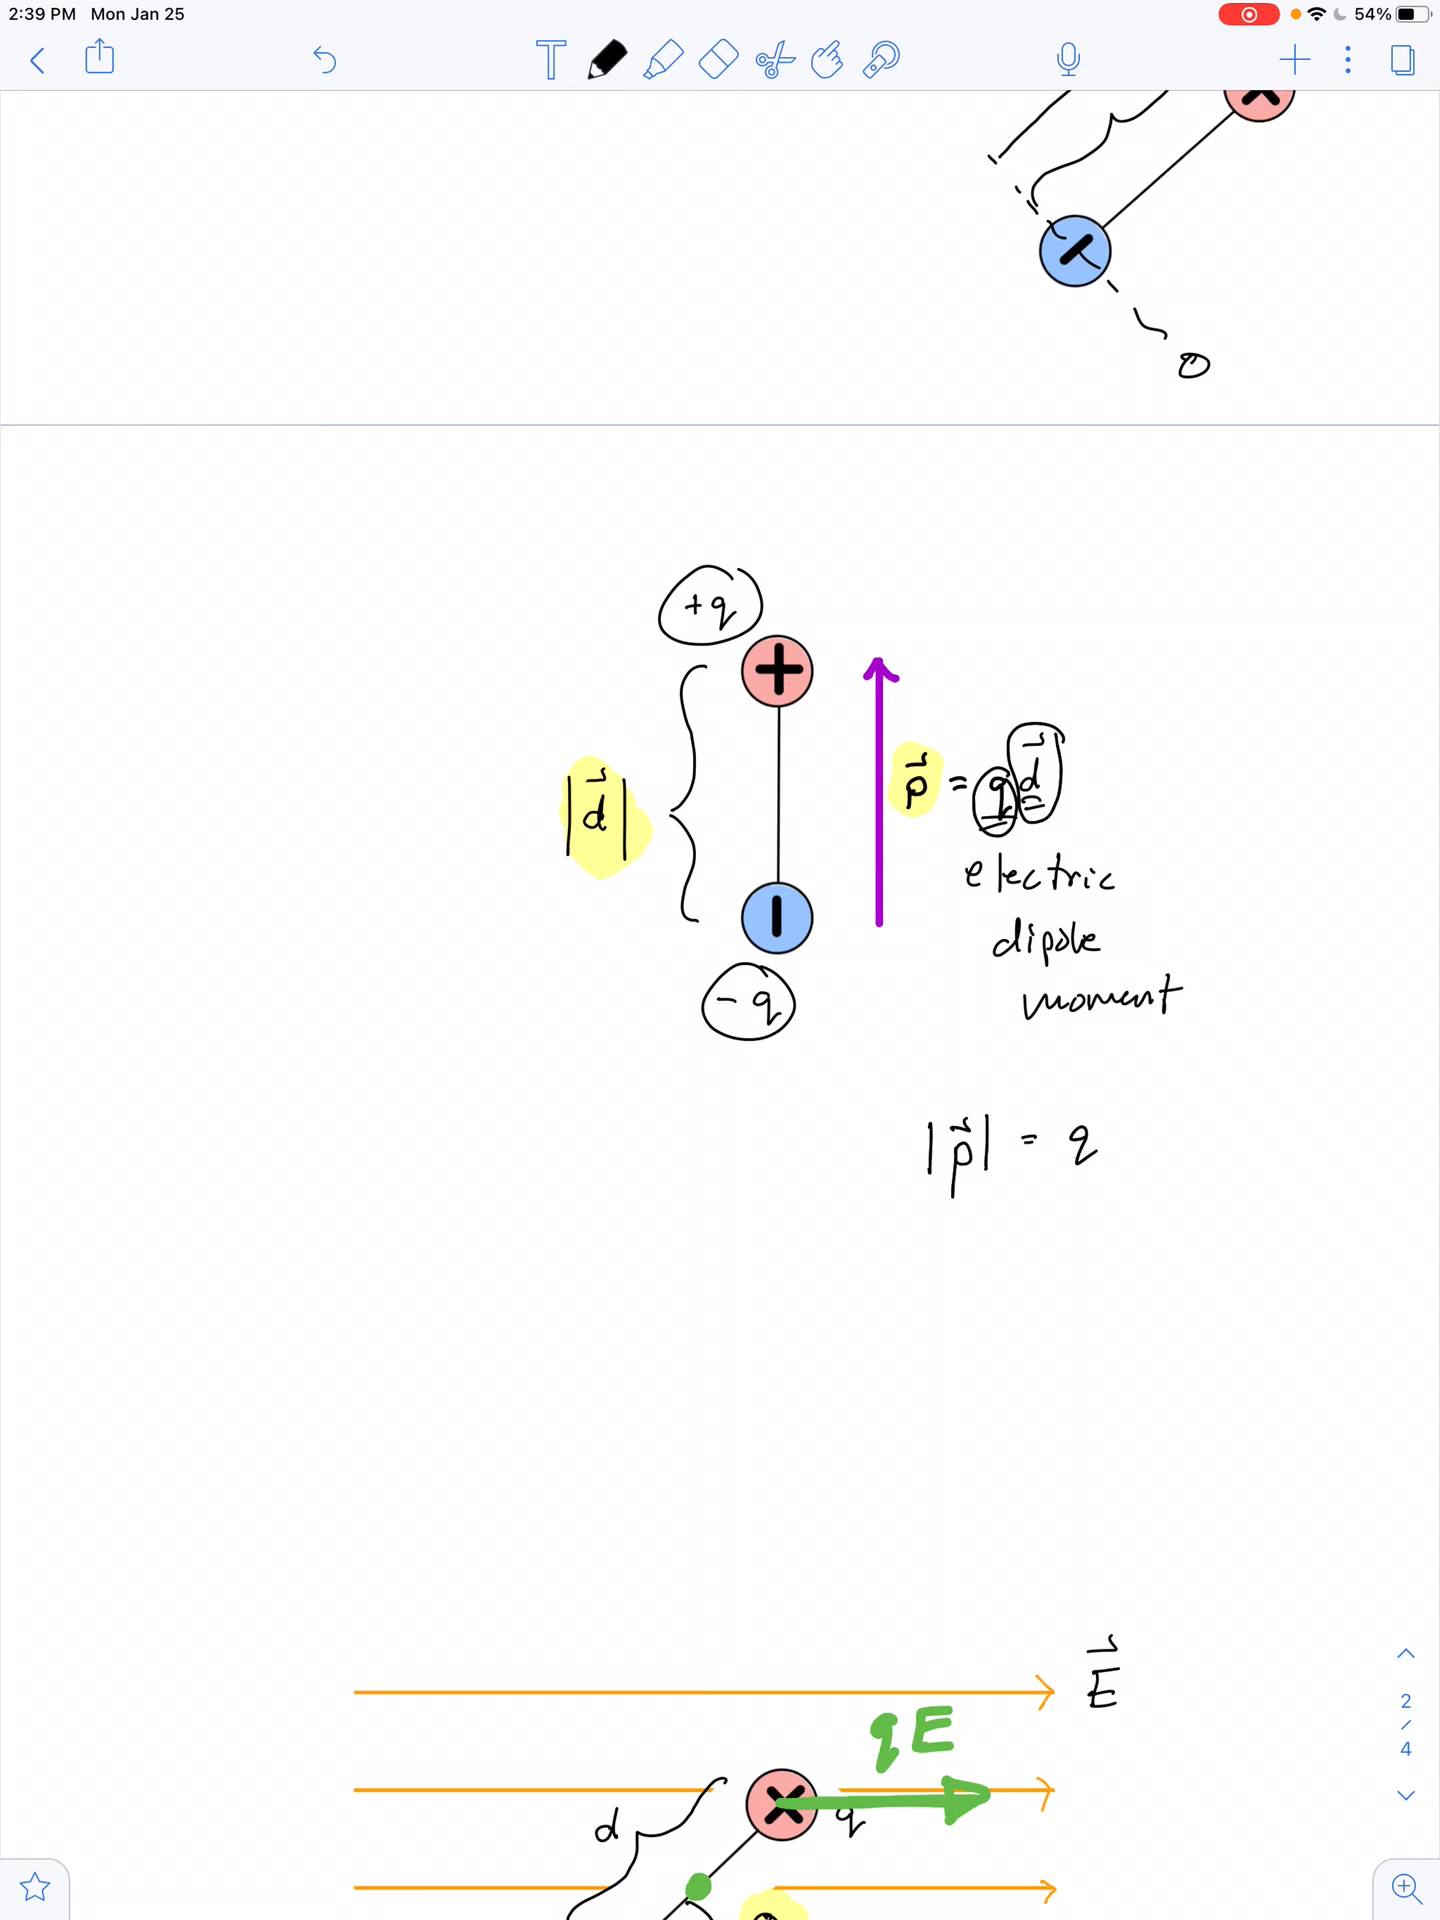 2:39 PM Mon Jan 25
54%
+q
|d⃗|
p⃗ = qd⃗
electric
dipole
moment
-q
|p⃗| = q
E⃗
qE
d
q
2
/
4